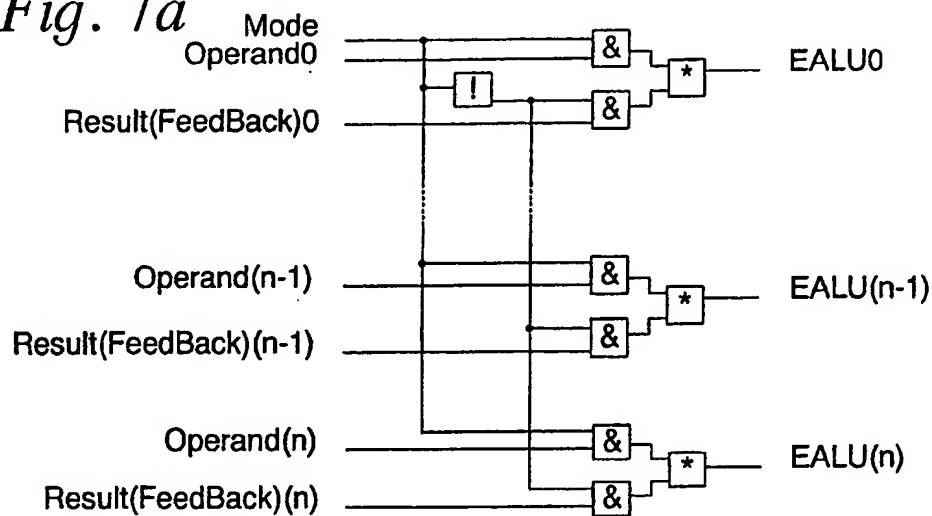 Fig. 7a
Mode
Operand0
&
EALU0
*
!
Result(FeedBack)0
&
Operand(n-1)
&
EALU(n-1)
*
Result(FeedBack)(n-1)
&
Operand(n)
&
EALU(n)
*
Result(FeedBack)(n)
&